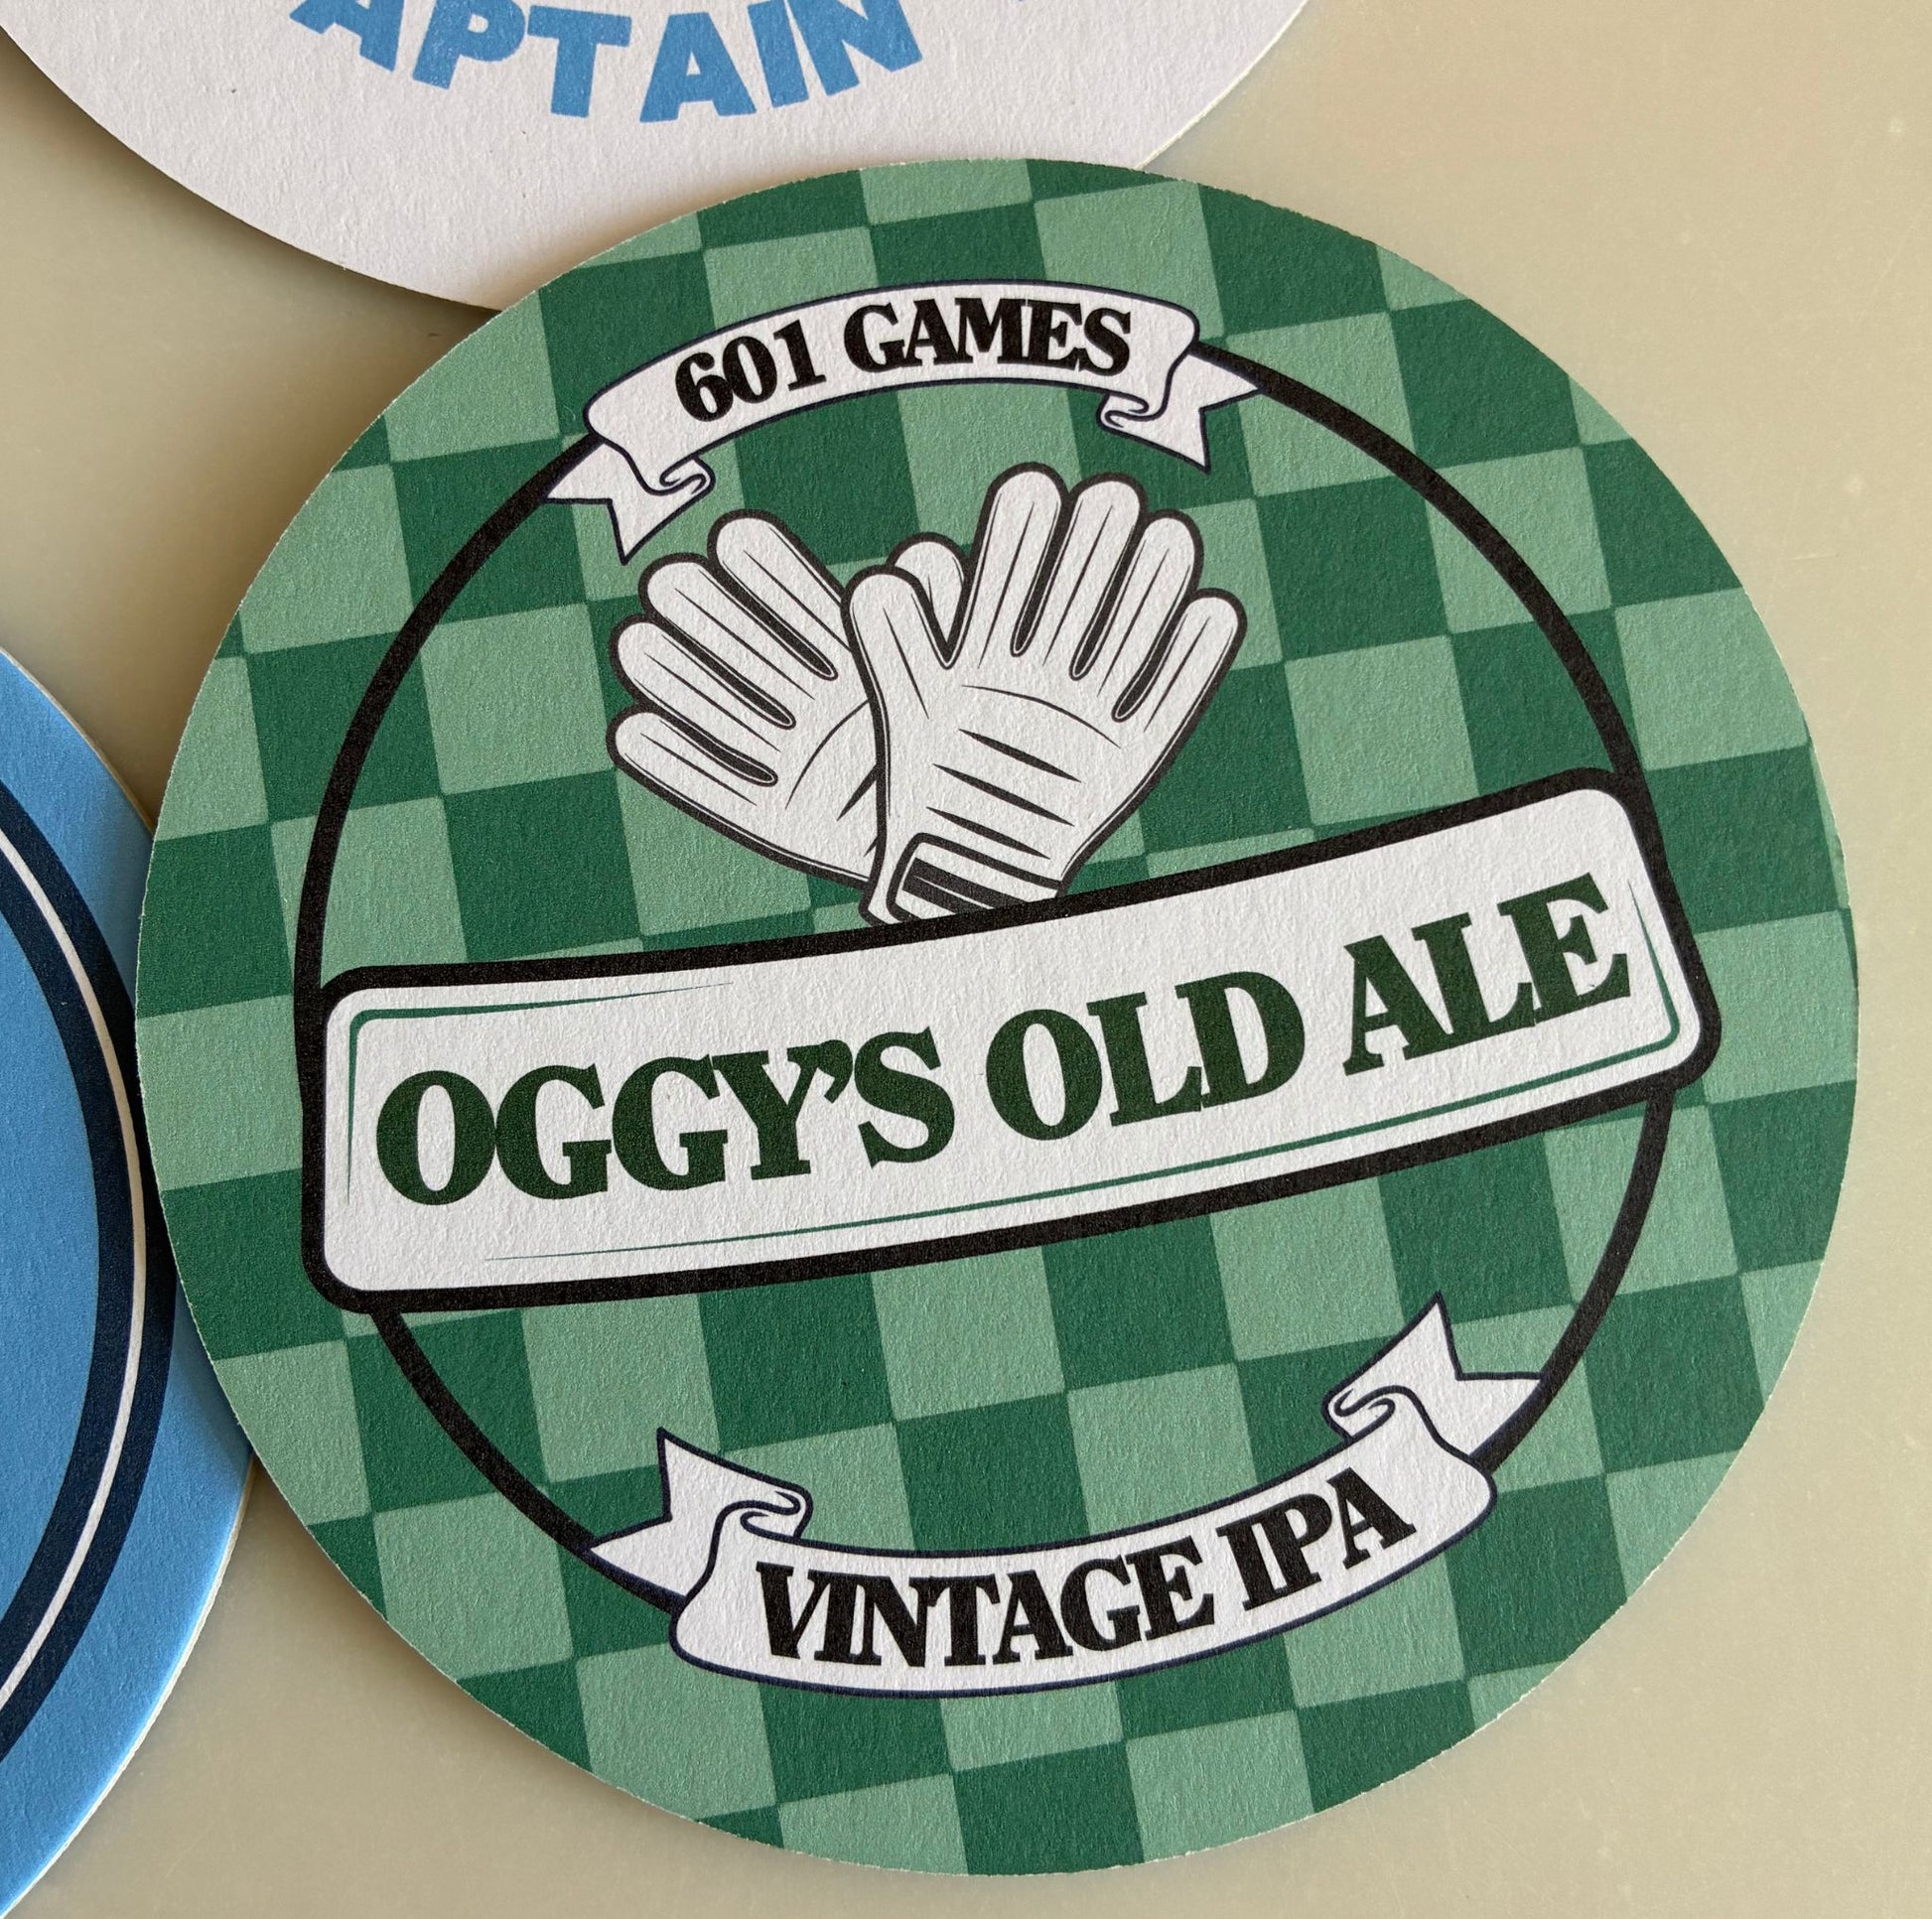 APTAIN
601 GAMES
OGGY'S OLD ALE
VINTAGE IPA